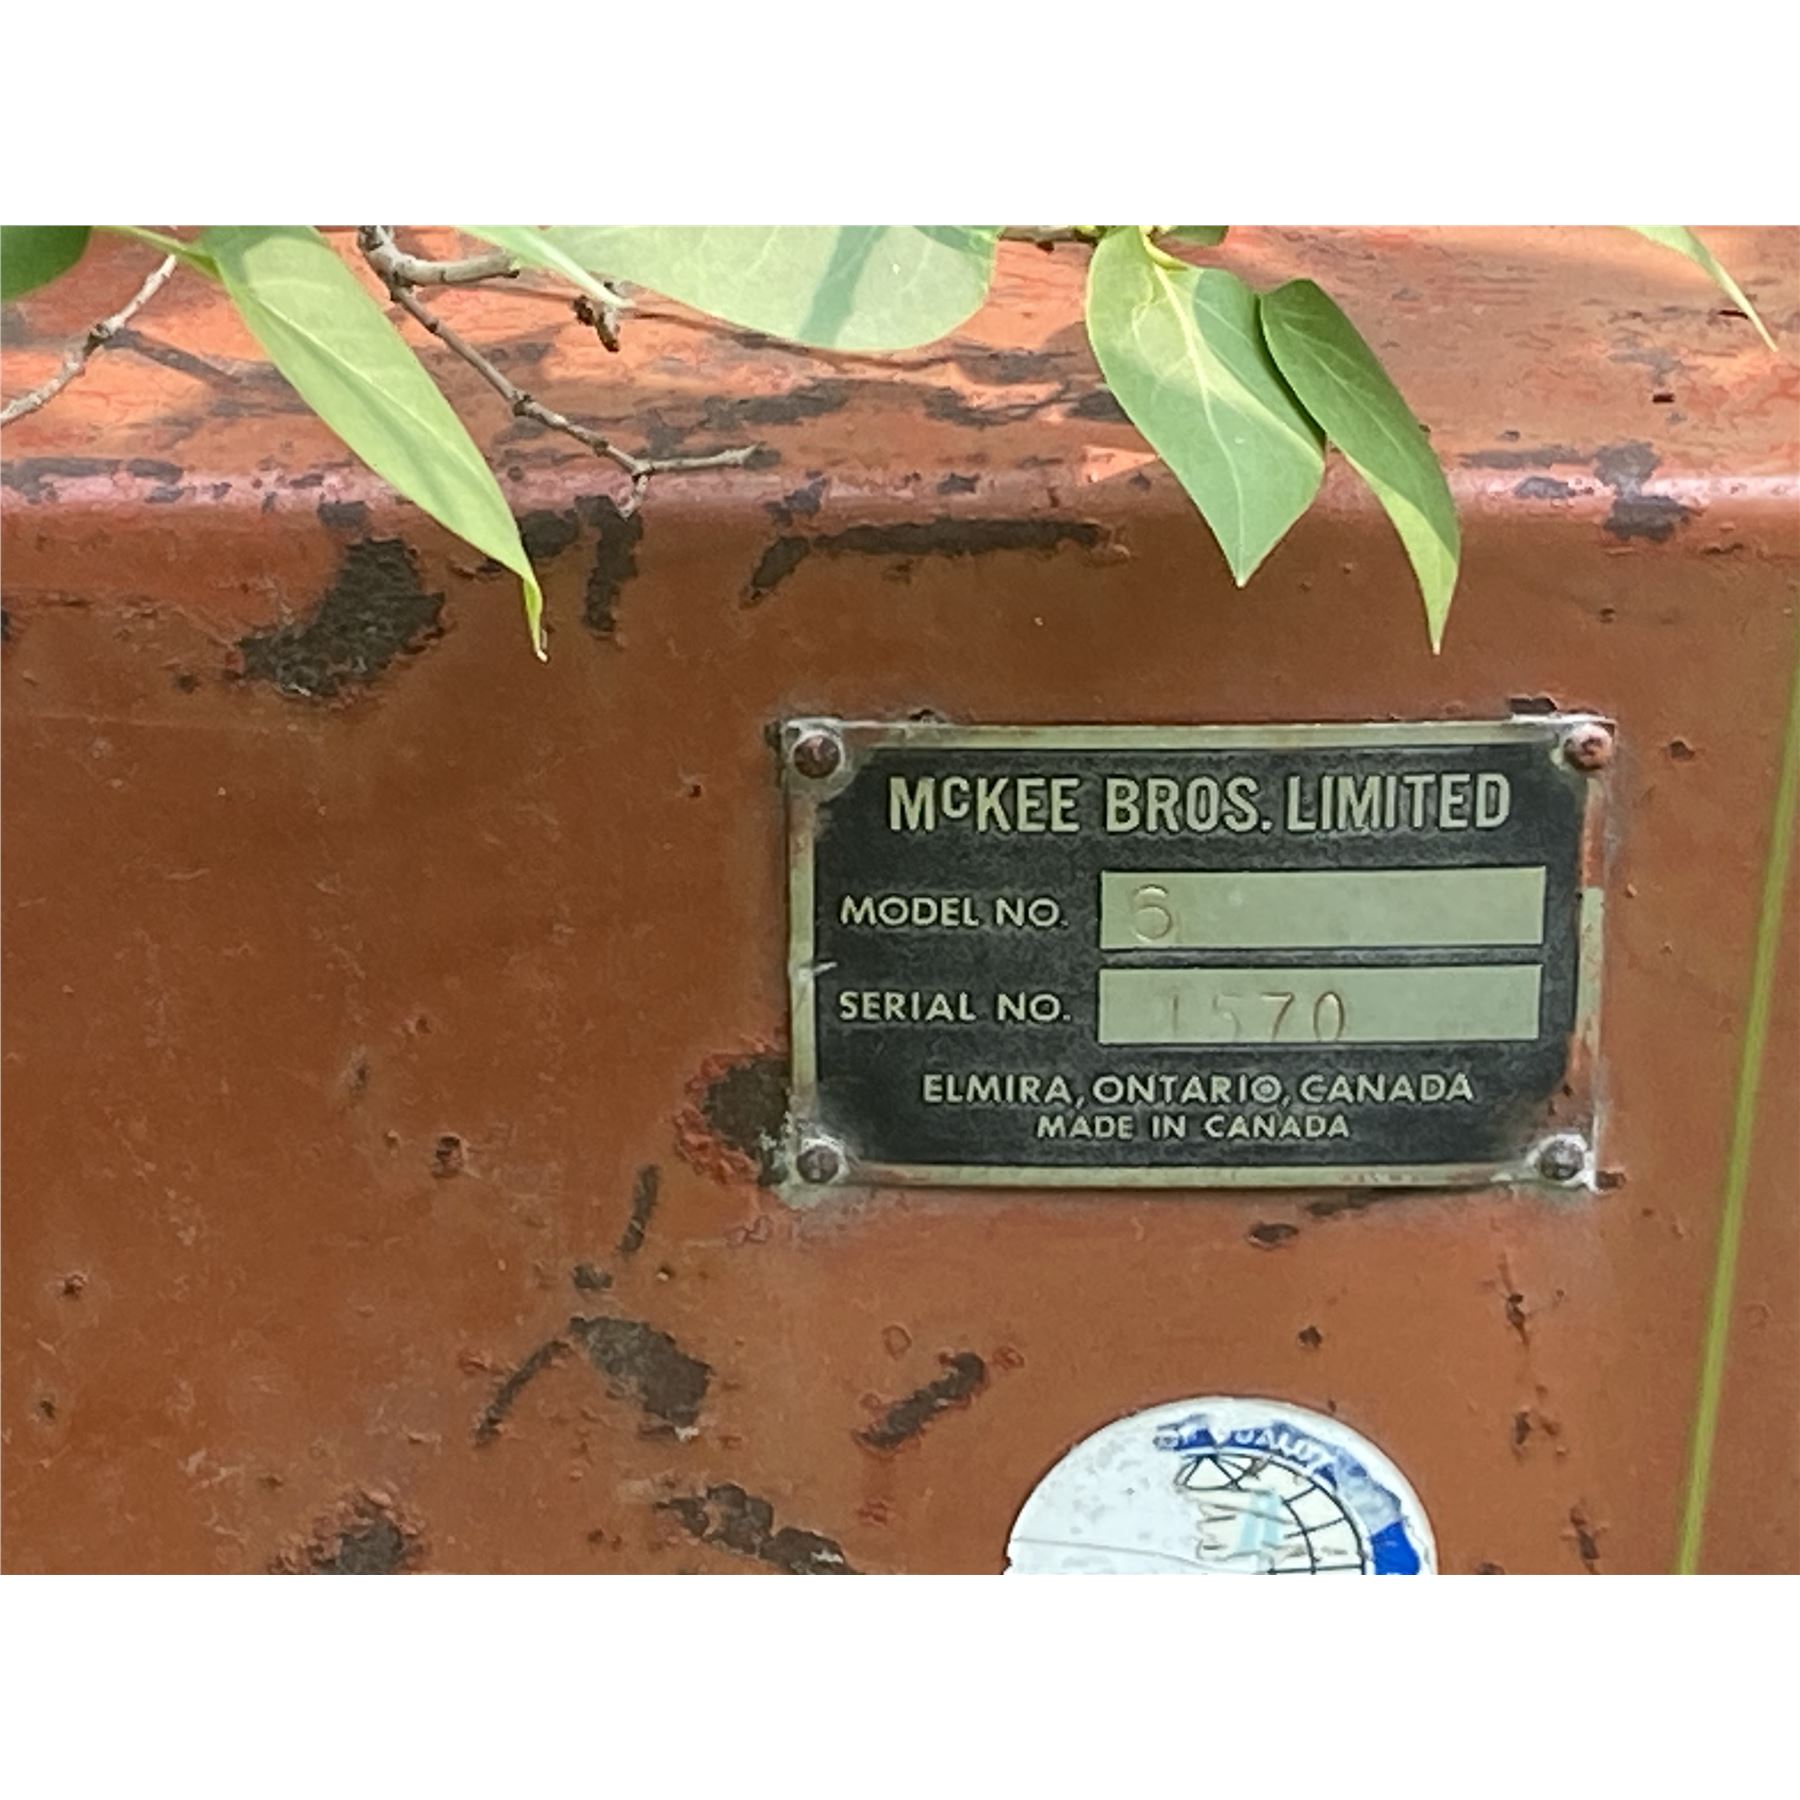 McKEE BROS. LIMITED
MODEL NO. 6
SERIAL NO. 1570
ELMIRA, ONTARIO, CANADA
MADE IN CANADA